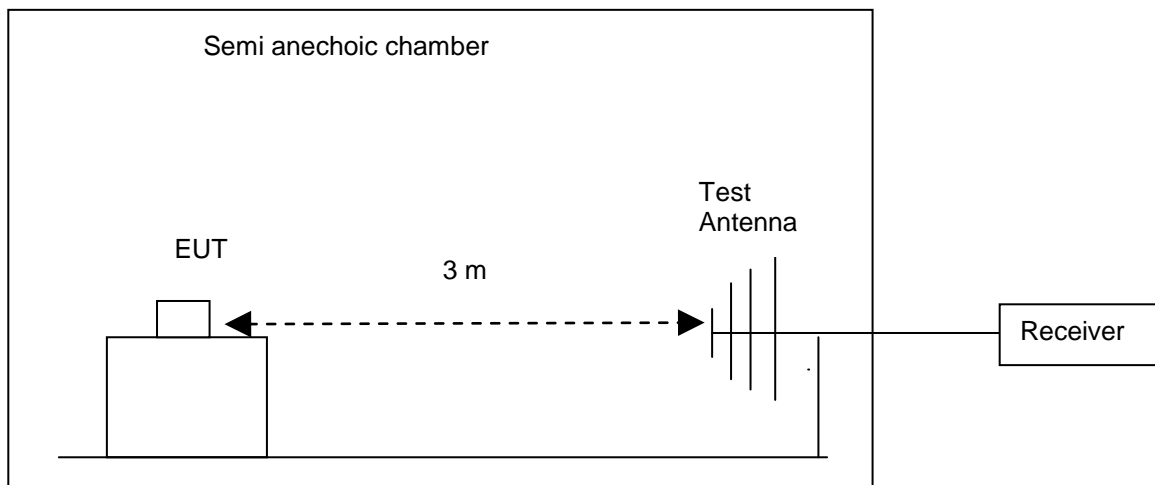 Semi anechoic chamber
Test
Antenna
EUT
3 m
Receiver